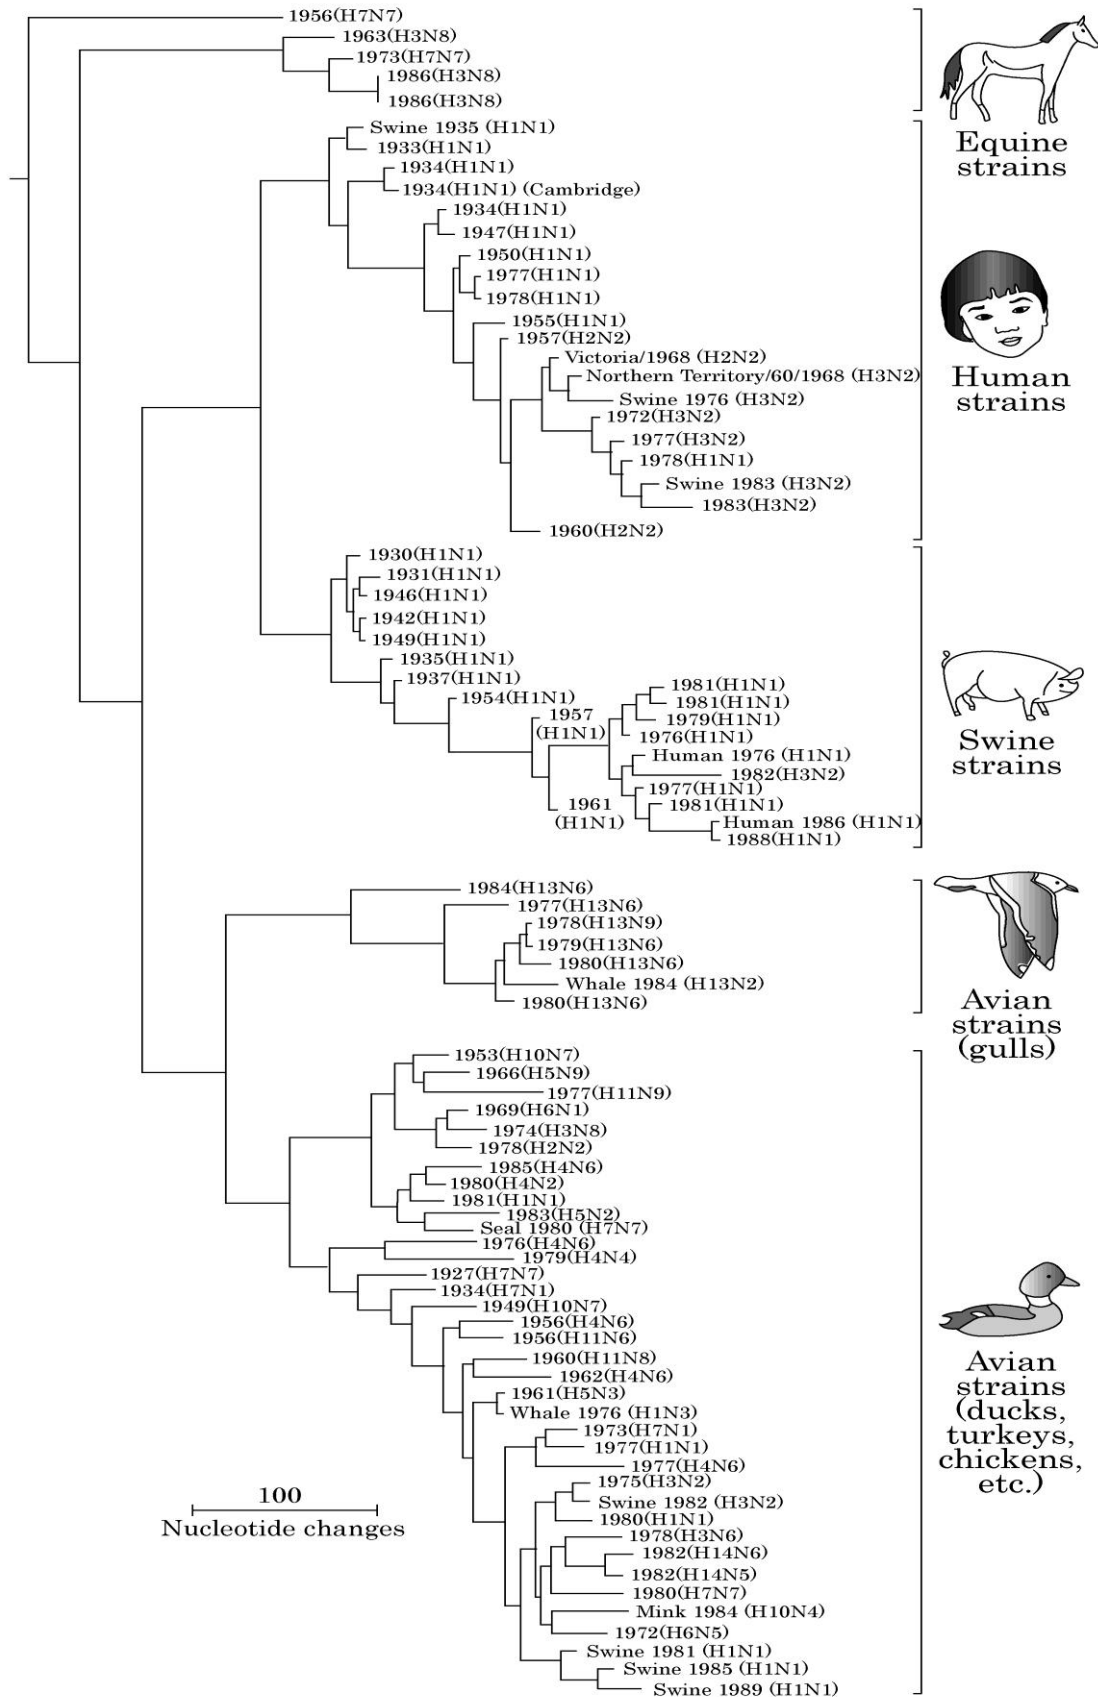 1956(H7N7)
1963(H3N8)
1973(H7N7)
1986(H3N8)
1986(H3N8)
Equine
strains
Swine 1935 (H1N1)
1933(H1N1)
1934(H1N1)
1934(H1N1) (Cambridge)
1934(H1N1)
1947(H1N1)
1950(H1N1)
1977(H1N1)
1978(H1N1)
1955(H1N1)
1957(H2N2)
Victoria/1968 (H2N2)
Northern Territory/60/1968 (H3N2)
Swine 1976 (H3N2)
1972(H3N2)
1977(H3N2)
1978(H1N1)
Swine 1983 (H3N2)
1983(H3N2)
1960(H2N2)
Human
strains
1930(H1N1)
1931(H1N1)
1946(H1N1)
1942(H1N1)
1949(H1N1)
1935(H1N1)
1937(H1N1)
1954(H1N1)
1957
(H1N1)
1981(H1N1)
1981(H1N1)
1979(H1N1)
1976(H1N1)
Human 1976 (H1N1)
1982(H3N2)
1977(H1N1)
1981(H1N1)
1961
(H1N1)
Human 1986 (H1N1)
1988(H1N1)
Swine
strains
1984(H13N6)
1977(H13N6)
1978(H13N9)
1979(H13N6)
1980(H13N6)
Whale 1984 (H13N2)
1980(H13N6)
Avian
strains
(gulls)
1953(H10N7)
1966(H5N9)
1977(H11N9)
1969(H6N1)
1974(H3N8)
1978(H2N2)
1985(H4N6)
1980(H4N2)
1981(H1N1)
1983(H5N2)
Seal 1980 (H7N7)
1976(H4N6)
1979(H4N4)
1927(H7N7)
1934(H7N1)
1949(H10N7)
1956(H4N6)
1956(H11N6)
1960(H11N8)
1962(H4N6)
1961(H5N3)
Whale 1976 (H1N3)
1973(H7N1)
1977(H1N1)
1977(H4N6)
1975(H3N2)
Swine 1982 (H3N2)
1980(H1N1)
1978(H3N6)
1982(H14N6)
1982(H14N5)
1980(H7N7)
Mink 1984 (H10N4)
1972(H6N5)
Swine 1981 (H1N1)
Swine 1985 (H1N1)
Swine 1989 (H1N1)
Avian
strains
(ducks,
turkeys,
chickens,
etc.)
100
Nucleotide changes